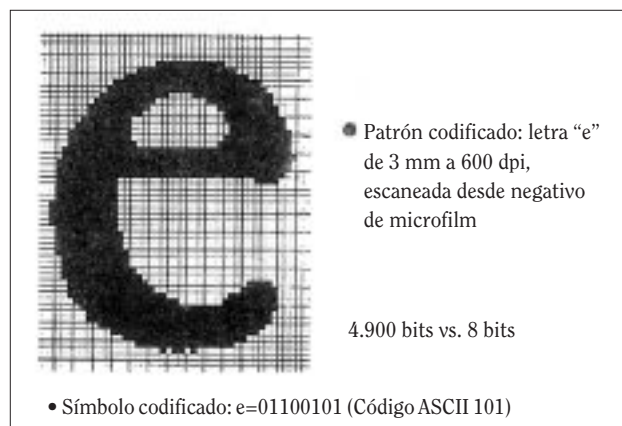 ● Patrón codificado: letra “e”
de 3 mm a 600 dpi,
escaneada desde negativo
de microfilm
4.900 bits vs. 8 bits
• Símbolo codificado: e=01100101 (Código ASCII 101)